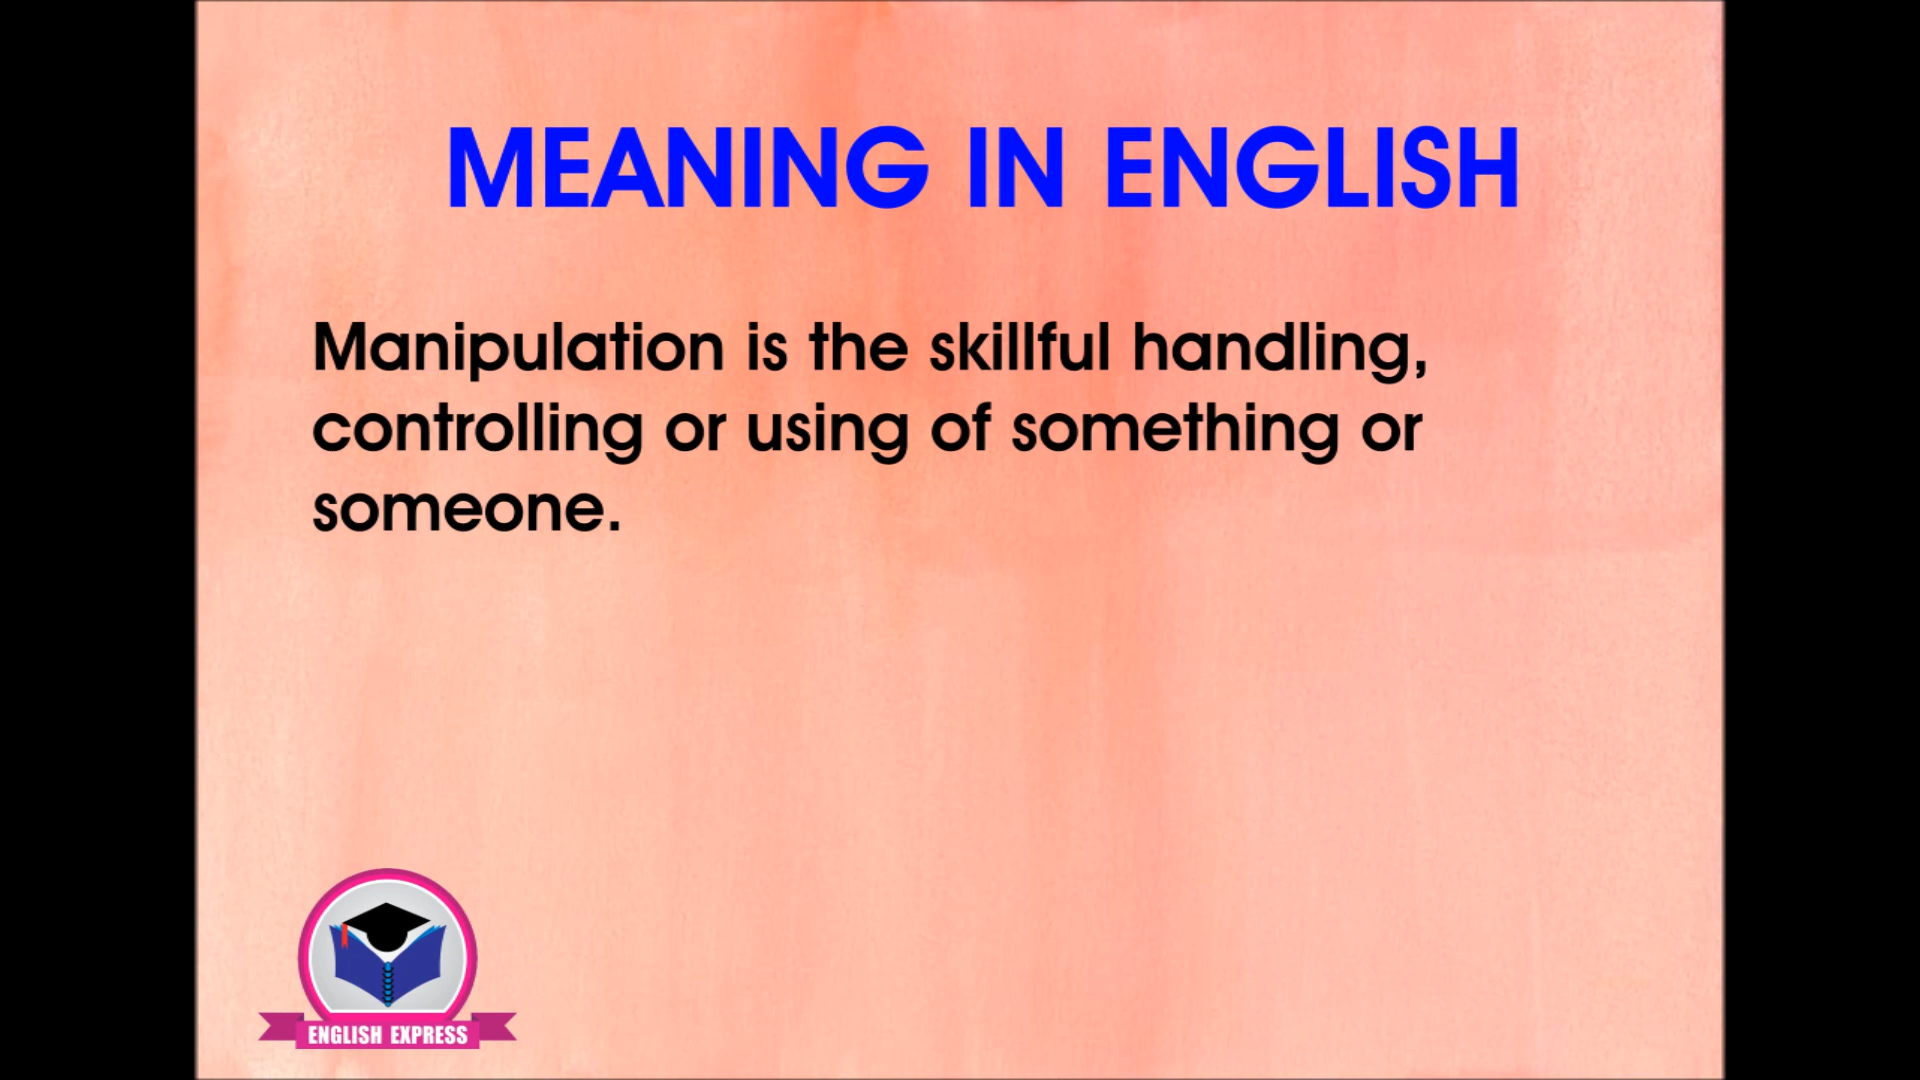 MEANING IN ENGLISH
Manipulation is the skillful handling,
controlling or using of something or
someone.
ENGLISH EXPRESS